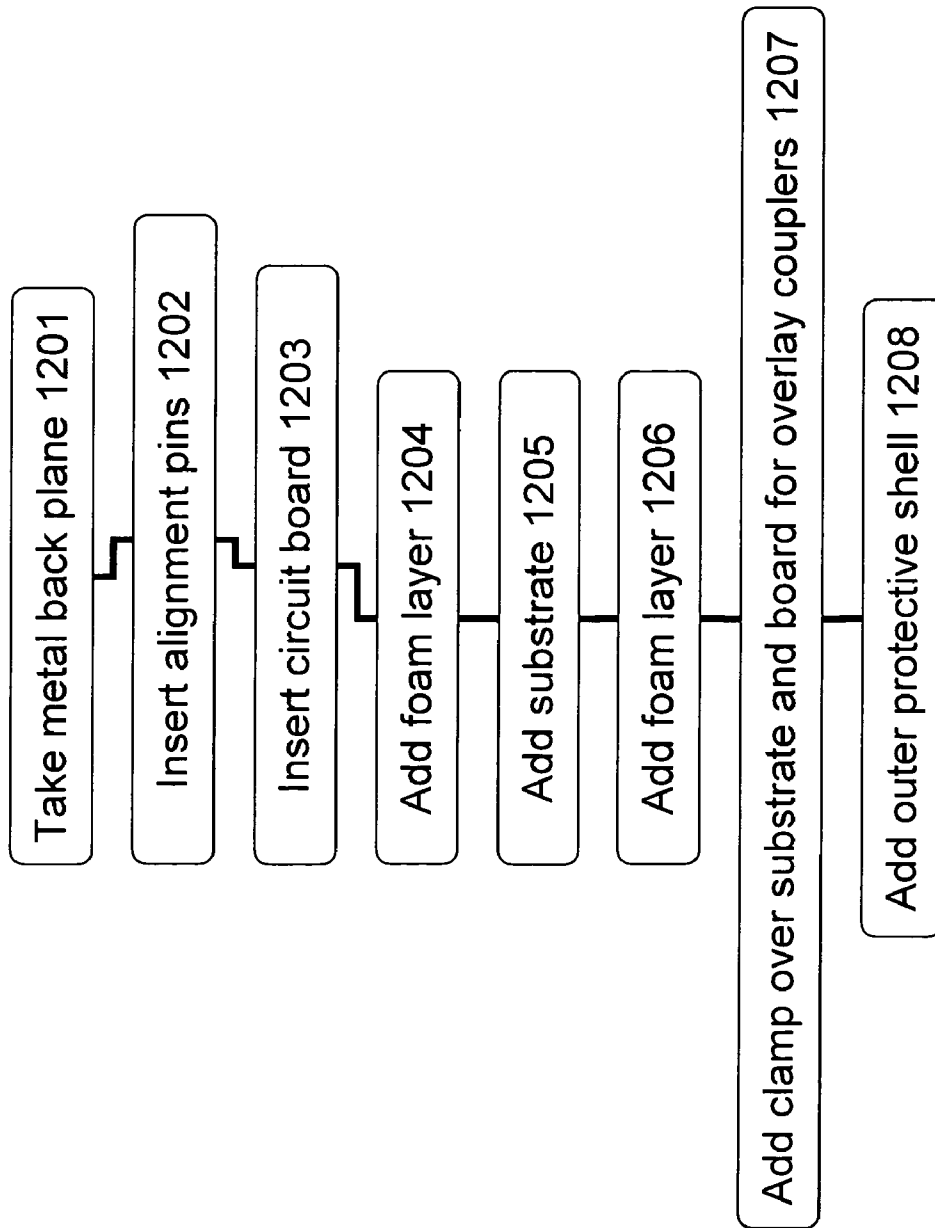 Take metal back plane 1201
Insert alignment pins 1202
Insert circuit board 1203
Add foam layer 1204
Add substrate 1205
Add foam layer 1206
Add clamp over substrate and board for overlay couplers 1207
Add outer protective shell 1208